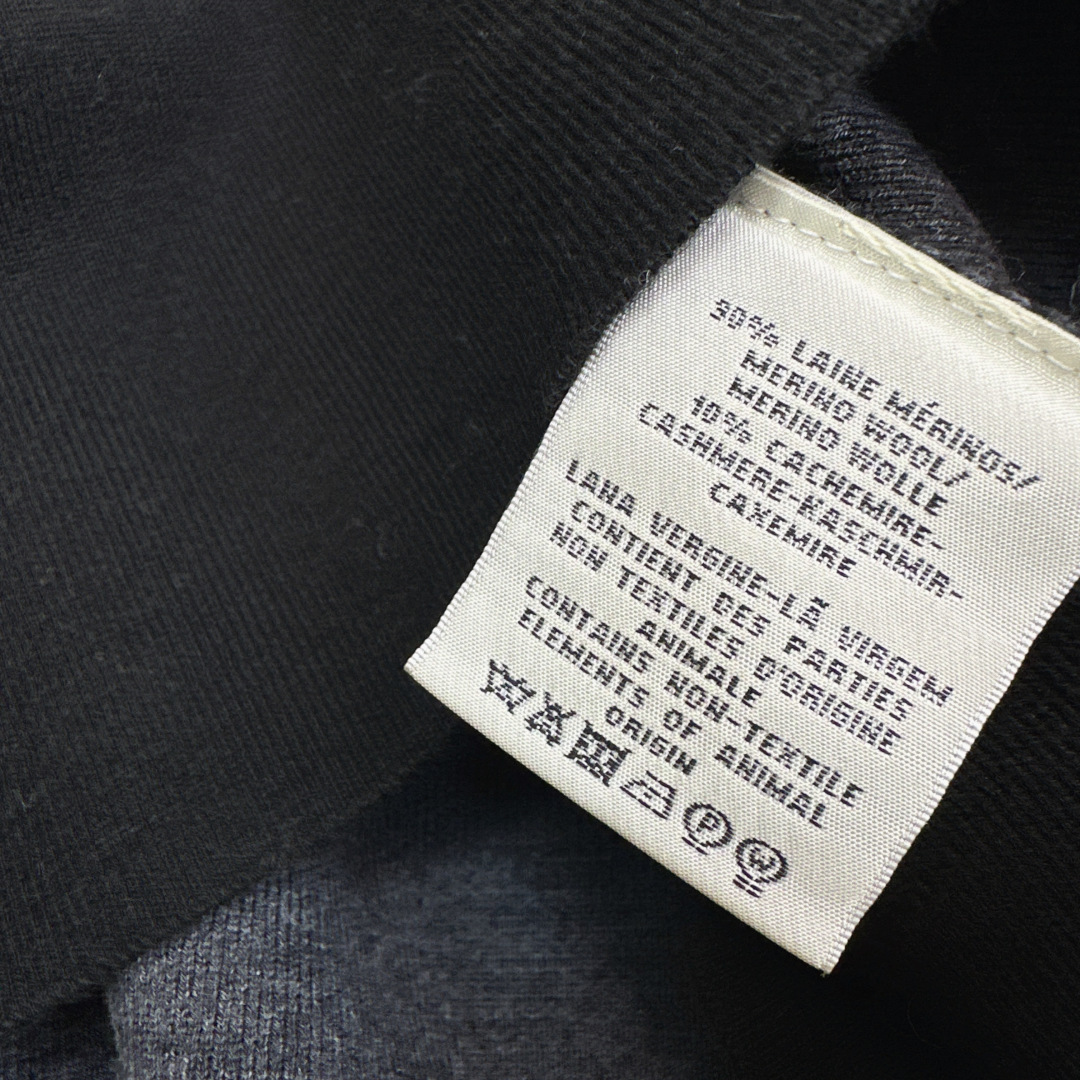 90% LAINE MÉRINOS/
MERINO WOOL/
MERINO WOLLE
10% CACHEMIRE-
CASHMERE-KASCHMIR-
CAXEMIRE
LANA VERGINE-LÃ VIRGEM
CONTIENT DES PARTIES
NON TEXTILES D'ORIGINE
ANIMALE
CONTAINS NON-TEXTILE
ELEMENTS OF ANIMAL
ORIGIN
P W